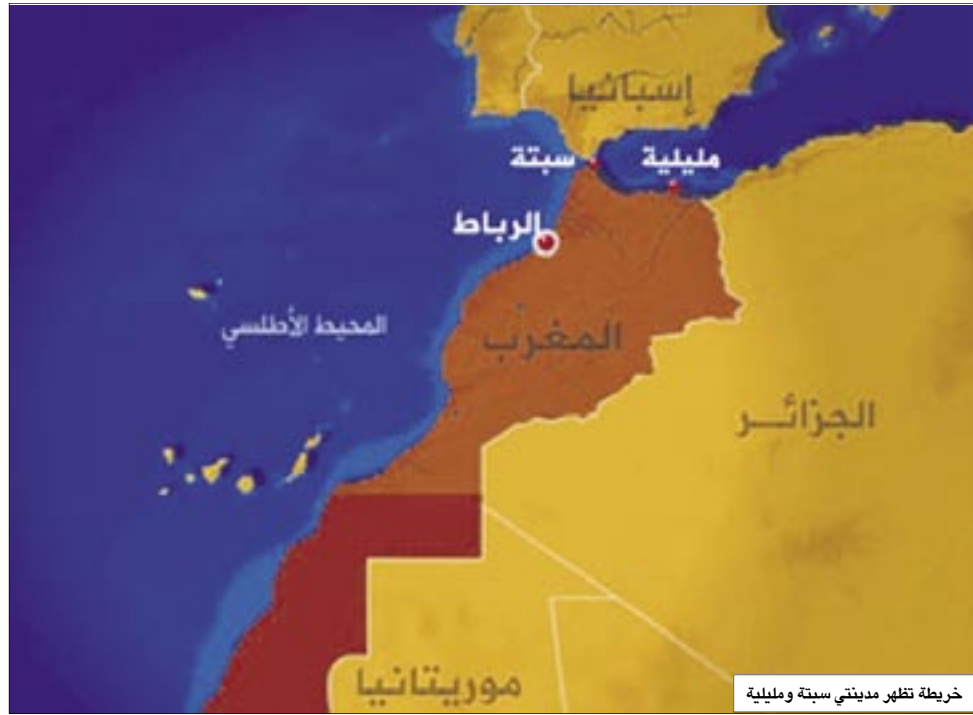 إسبانيا
سبتة
مليلية
الرباط
المحيط الأطلسي
المغرب
الجزائر
موريتانيا
خريطة تظهر مدينتي سبتة ومليلية